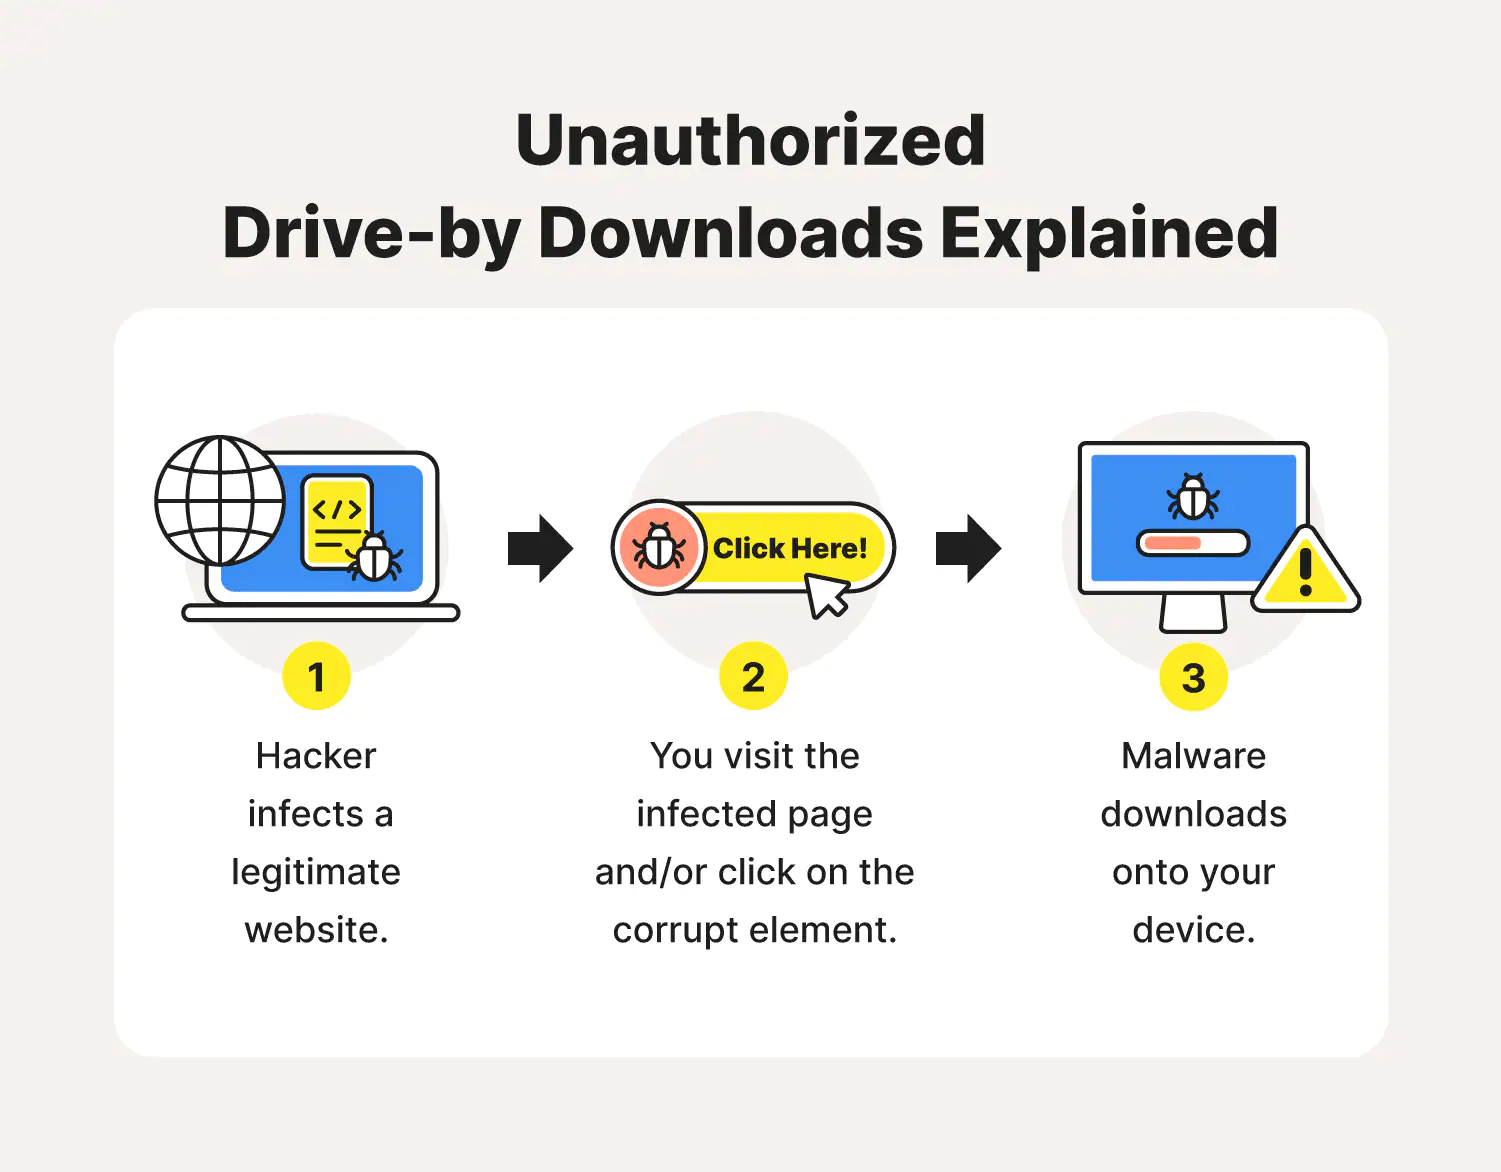 Unauthorized
Drive-by Downloads Explained
</>
Click Here!
1
2
3
Hacker
infects a
legitimate
website.
You visit the
infected page
and/or click on the
corrupt element.
Malware
downloads
onto your
device.